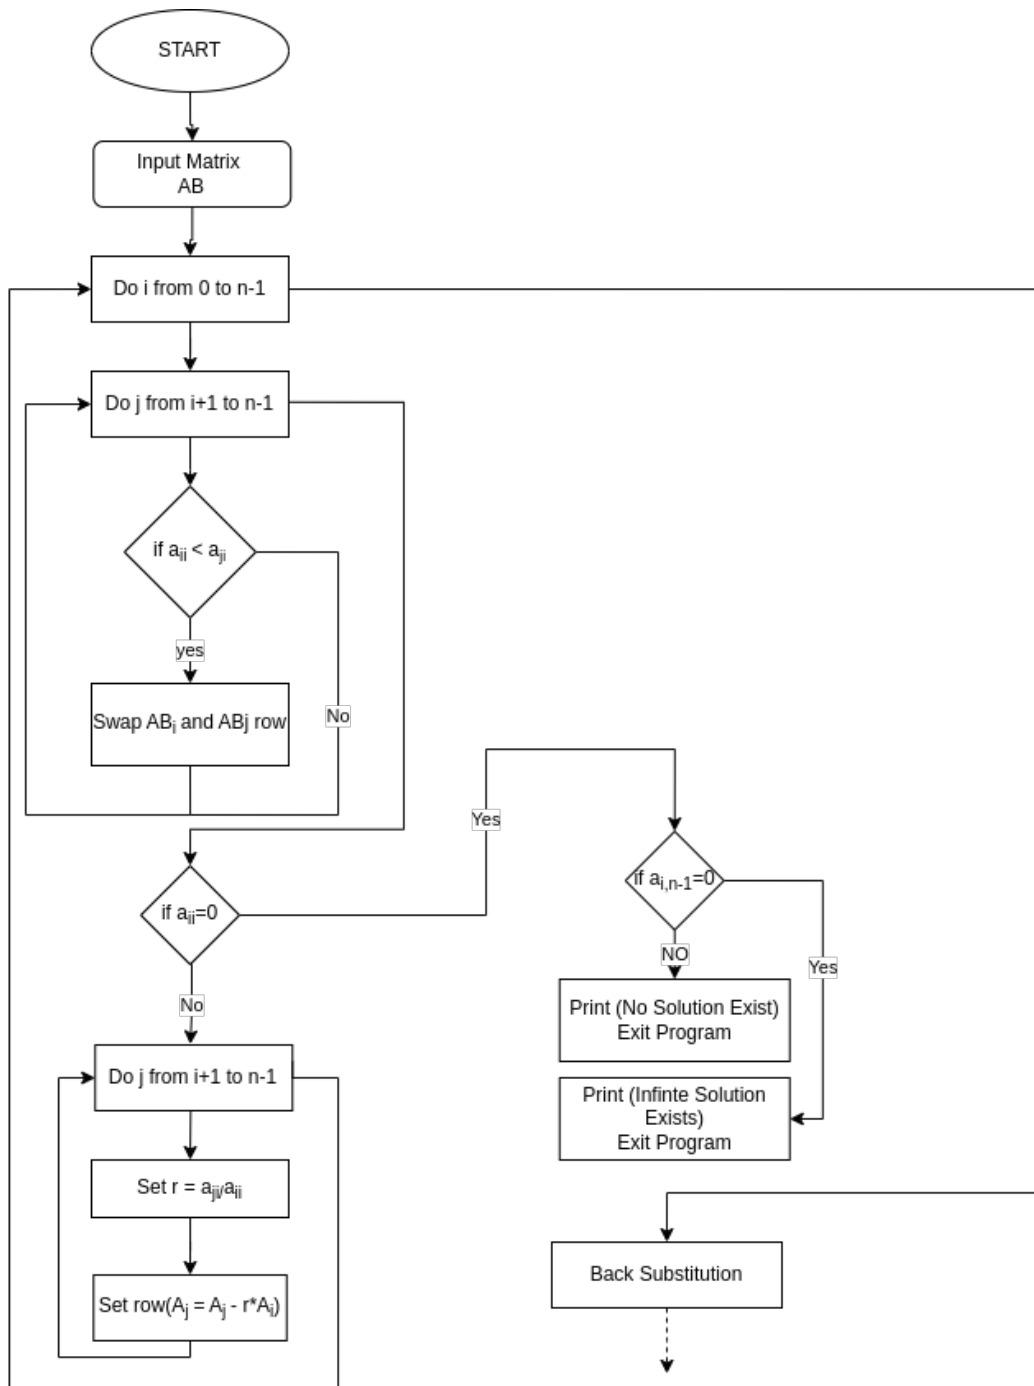 START
Input Matrix
AB
Do i from 0 to n-1
Do j from i+1 to n-1
if aii < aji
yes
Swap ABi and ABj row
No
if aii=0
Yes
if ai,n-1=0
NO
Yes
Print (No Solution Exist)
Exit Program
Print (Infinte Solution
Exists)
Exit Program
No
Do j from i+1 to n-1
Set r = aji/aii
Set row(Aj = Aj - r*Ai)
Back Substitution